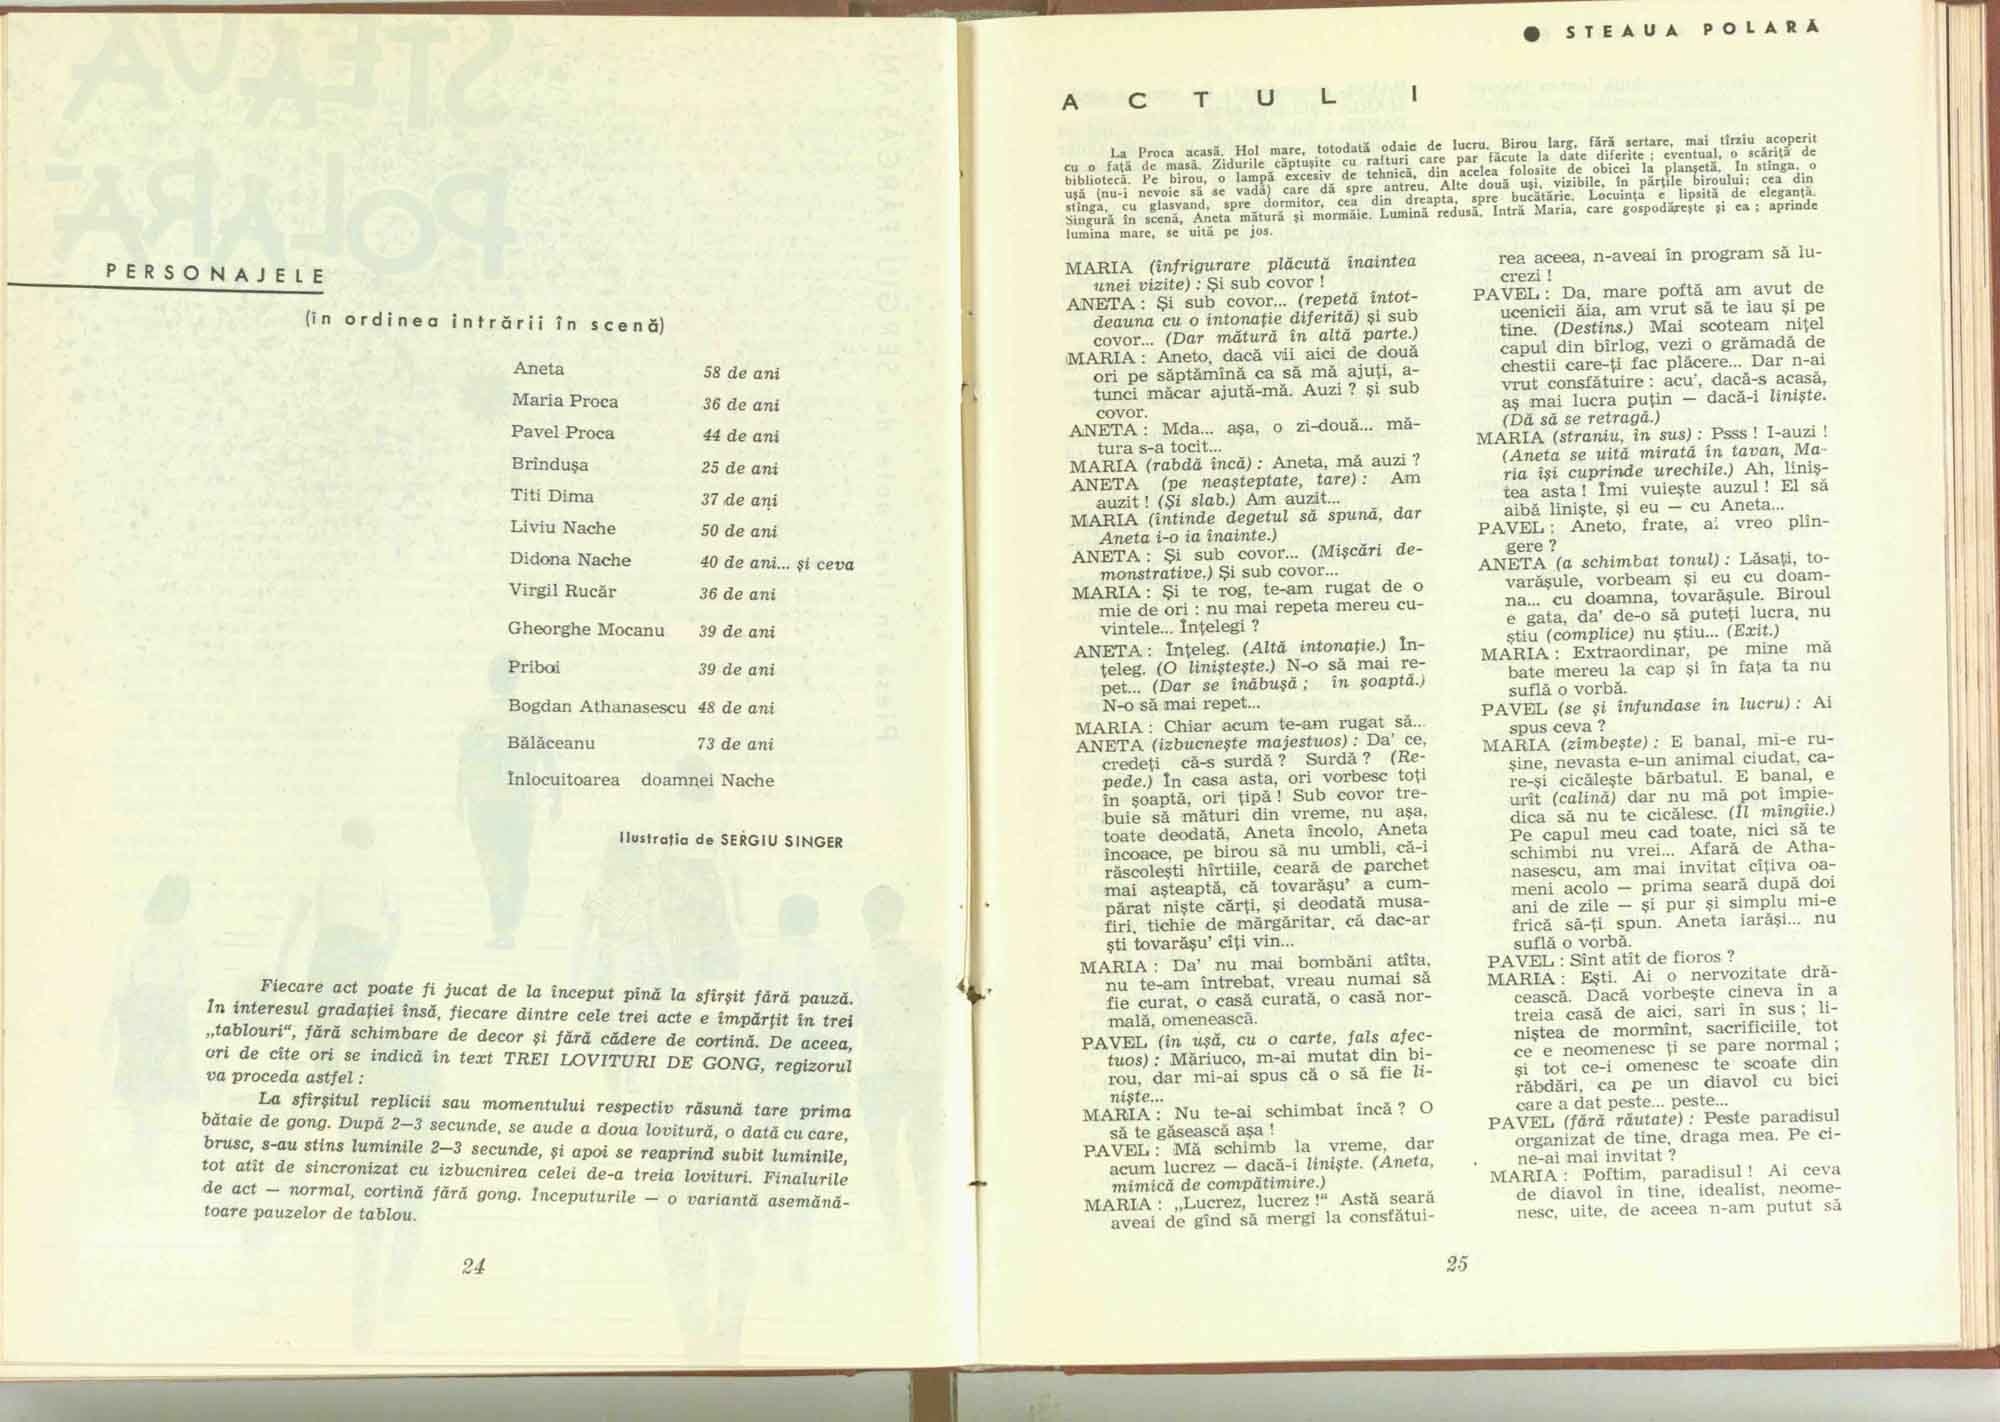 PERSONAJELE
(în ordinea intrării în scenă)
Aneta 58 de ani
Maria Proca 36 de ani
Pavel Proca 44 de ani
Brîndușa 25 de ani
Titi Dima 37 de ani
Liviu Nache 50 de ani
Didona Nache 40 de ani... și ceva
Virgil Rucăr 36 de ani
Gheorghe Mocanu 39 de ani
Priboi 39 de ani
Bogdan Athanasescu 48 de ani
Bălăceanu 73 de ani
Înlocuitoarea doamnei Nache
Ilustrația de SERGIU SINGER
Fiecare act poate fi jucat de la început pînă la sfîrșit fără pauză.
In interesul gradației însă, fiecare dintre cele trei acte e împărțit în trei
„tablouri“, fără schimbare de decor și fără cădere de cortină. De aceea,
ori de cîte ori se indică în text TREI LOVITURI DE GONG, regizorul
va proceda astfel :
La sfîrșitul replicii sau momentului respectiv răsună tare prima
bătaie de gong. După 2—3 secunde, se aude a doua lovitură, o dată cu care,
brusc, s-au stins luminile 2—3 secunde, și apoi se reaprind subit luminile,
tot atît de sincronizat cu izbucnirea celei de-a treia lovituri. Finalurile
de act — normal, cortină fără gong. Inceputurile — o variantă asemănă-
toare pauzelor de tablou.
24
● STEAUA POLARĂ
ACTUL I
La Proca acasă. Hol mare, totodată odaie de lucru. Birou larg, fără sertare, mai tîrziu acoperit
cu o față de masă. Zidurile căptușite cu rafturi care par făcute la date diferite ; eventual, o scăriță de
bibliotecă. Pe birou, o lampă excesiv de tehnică, din acelea folosite de obicei la planșetă. In stînga, o
ușă (nu-i nevoie să se vadă) care dă spre antreu. Alte două uși, vizibile, în părțile biroului; cea din
stînga, cu glasvand, spre dormitor, cea din dreapta, spre bucătărie. Locuința e lipsită de eleganță.
Singură în scenă, Aneta mătură și mormăie. Lumină redusă. Intră Maria, care gospodărește și ea ; aprinde
lumina mare, se uită pe jos.
MARIA (înfrigurare plăcută înaintea
unei vizite) : Și sub covor !
ANETA : Și sub covor... (repetă întot-
deauna cu o intonație diferită) și sub
covor... (Dar mătură în altă parte.)
MARIA : Aneto, dacă vii aici de două
ori pe săptămînă ca să mă ajuți, a-
tunci măcar ajută-mă. Auzi ? și sub
covor.
ANETA : Mda... așa, o zi-două... mă-
tura s-a tocit...
MARIA (rabdă încă) : Aneta, mă auzi ?
ANETA (pe neașteptate, tare) : Am
auzit ! (Și slab.) Am auzit...
MARIA (întinde degetul să spună, dar
Aneta i-o ia înainte.)
ANETA : Și sub covor... (Mișcări de-
monstrative.) Și sub covor...
MARIA : Și te rog, te-am rugat de o
mie de ori : nu mai repeta mereu cu-
vintele... Înțelegi ?
ANETA : Înțeleg. (Altă intonație.) În-
țeleg. (O liniștește.) N-o să mai re-
pet... (Dar se înăbușă ; în șoaptă.)
N-o să mai repet...
MARIA : Chiar acum te-am rugat să...
ANETA (izbucnește majestuos) : Da' ce,
credeți că-s surdă ? Surdă ? (Re-
pede.) În casa asta, ori vorbesc toți
în șoaptă, ori țipă ! Sub covor tre-
buie să mături din vreme, nu așa,
toate deodată, Aneta încolo, Aneta
încoace, pe birou să nu umbli, că-i
răscolești hîrtiile, ceară de parchet
mai așteaptă, că tovarășu' a cum-
părat niște cărți, și deodată musa-
firi, tichie de mărgăritar, că dac-ar
ști tovarășu' cîți vin...
MARIA : Da' nu mai bombăni atîta,
nu te-am întrebat, vreau numai să
fie curat, o casă curată, o casă nor-
mală, omenească.
PAVEL (în ușă, cu o carte, fals afec-
tuos) : Măriuco, m-ai mutat din bi-
rou, dar mi-ai spus că o să fie li-
niște...
MARIA : Nu te-ai schimbat încă ? O
să te găsească așa !
PAVEL : Mă schimb la vreme, dar
acum lucrez — dacă-i liniște. (Aneta,
mimică de compătimire.)
MARIA : „Lucrez, lucrez !“ Astă seară
aveai de gînd să mergi la consfătui-
rea aceea, n-aveai în program să lu-
crezi !
PAVEL : Da, mare poftă am avut de
ucenicii ăia, am vrut să te iau și pe
tine. (Destins.) Mai scoteam nițel
capul din bîrlog, vezi o grămadă de
chestii care-ți fac plăcere... Dar n-ai
vrut consfătuire : acu', dacă-s acasă,
aș mai lucra puțin — dacă-i liniște.
(Dă să se retragă.)
MARIA (straniu, în sus) : Psss ! I-auzi !
(Aneta se uită mirată în tavan, Ma-
ria își cuprinde urechile.) Ah, liniș-
tea asta ! Îmi vuiește auzul ! El să
aibă liniște, și eu — cu Aneta...
PAVEL : Aneto, frate, ai vreo plîn-
gere ?
ANETA (a schimbat tonul) : Lăsați, to-
varășule, vorbeam și eu cu doam-
na... cu doamna, tovarășule. Biroul
e gata, da' de-o să puteți lucra, nu
știu (complice) nu știu... (Exit.)
MARIA : Extraordinar, pe mine mă
bate mereu la cap și în fața ta nu
suflă o vorbă.
PAVEL (se și înfundase în lucru) : Ai
spus ceva ?
MARIA (zîmbește) : E banal, mi-e ru-
șine, nevasta e-un animal ciudat, ca-
re-și cicălește bărbatul. E banal, e
urît (calină) dar nu mă pot împie-
dica să nu te cicălesc. (Îl mîngîie.)
Pe capul meu cad toate, nici să te
schimbi nu vrei... Afară de Atha-
nasescu, am mai invitat cîțiva oa-
meni acolo — prima seară după doi
ani de zile — și pur și simplu mi-e
frică să-ți spun. Aneta iarăși... nu
suflă o vorbă.
PAVEL : Sînt atît de fioros ?
MARIA : Ești. Ai o nervozitate dră-
cească. Dacă vorbește cineva în a
treia casă de aici, sari în sus ; li-
niștea de mormînt, sacrificiile, tot
ce e neomenesc ți se pare normal ;
și tot ce-i omenesc te scoate din
răbdări, ca pe un diavol cu bici
care a dat peste... peste...
PAVEL (fără răutate) : Peste paradisul
organizat de tine, draga mea. Pe ci-
ne-ai mai invitat ?
MARIA : Poftim, paradisul ! Ai ceva
de diavol în tine, idealist, neome-
nesc, uite, de aceea n-am putut să
25